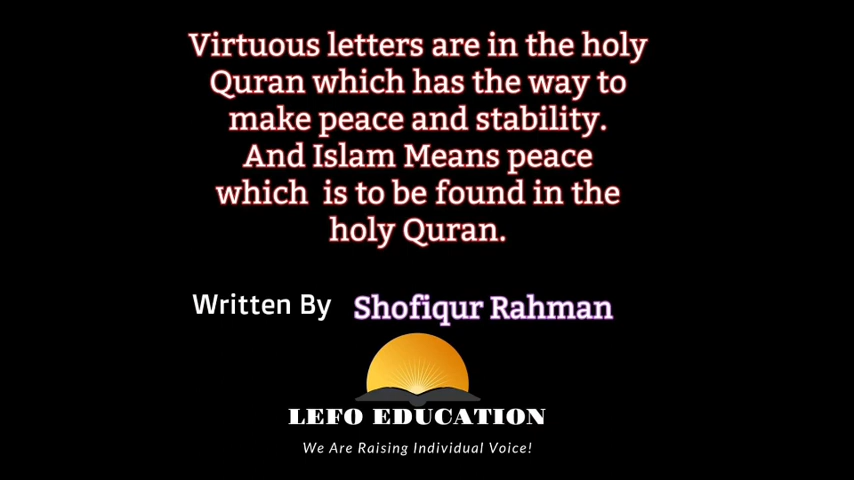 Virtuous letters are in the holy
Quran which has the way to
make peace and stability.
And Islam Means peace
which is to be found in the
holy Quran.
Written By Shofiqur Rahman
LEFO EDUCATION
We Are Raising Individual Voice!